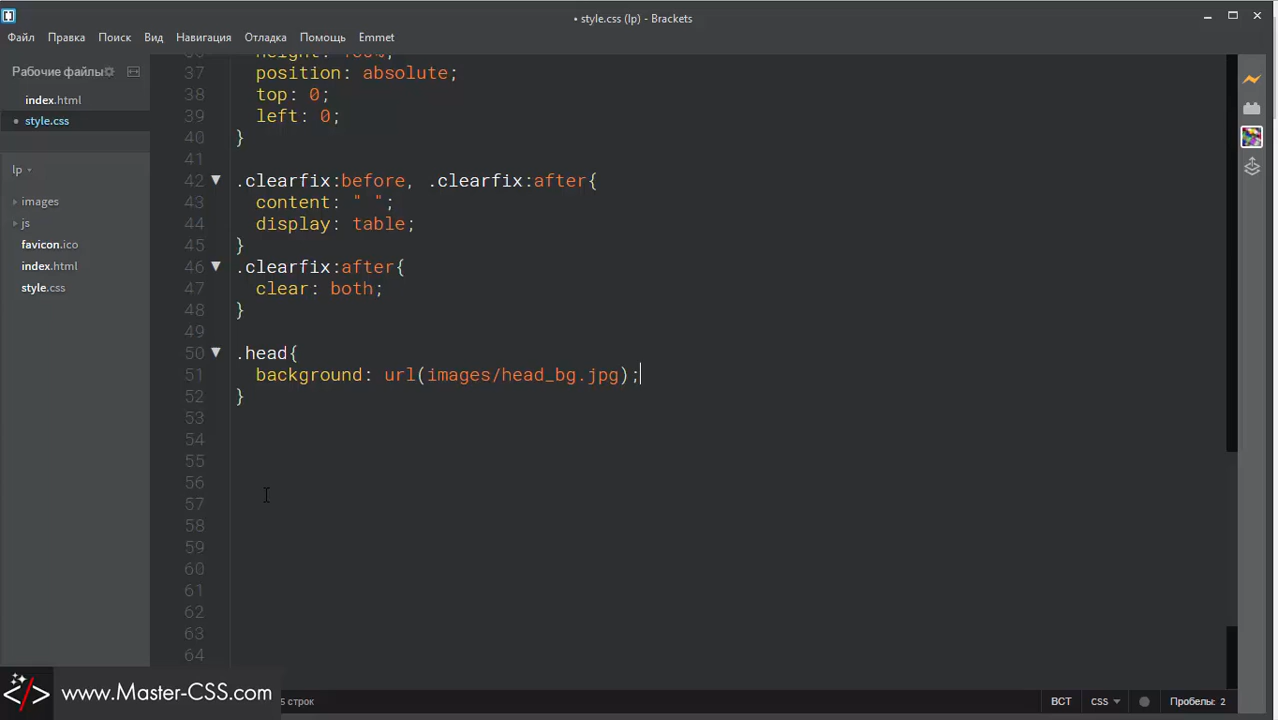 • style.css (lp) - Brackets
Файл Правка Поиск Вид Навигация Отладка Помощь Emmet
Рабочие файлы
index.html
• style.css
lp
images
js
favicon.ico
index.html
style.css
37 position: absolute;
38 top: 0;
39 left: 0;
40 }
41
42 .clearfix:before, .clearfix:after{
43 content: " ";
44 display: table;
45 }
46 .clearfix:after{
47 clear: both;
48 }
49
50 .head{
51 background: url(images/head_bg.jpg);
52 }
53
54
55
56
57
58
59
60
61
62
63
64
www.Master-CSS.com
5 строк ВСТ CSS Пробелы: 2